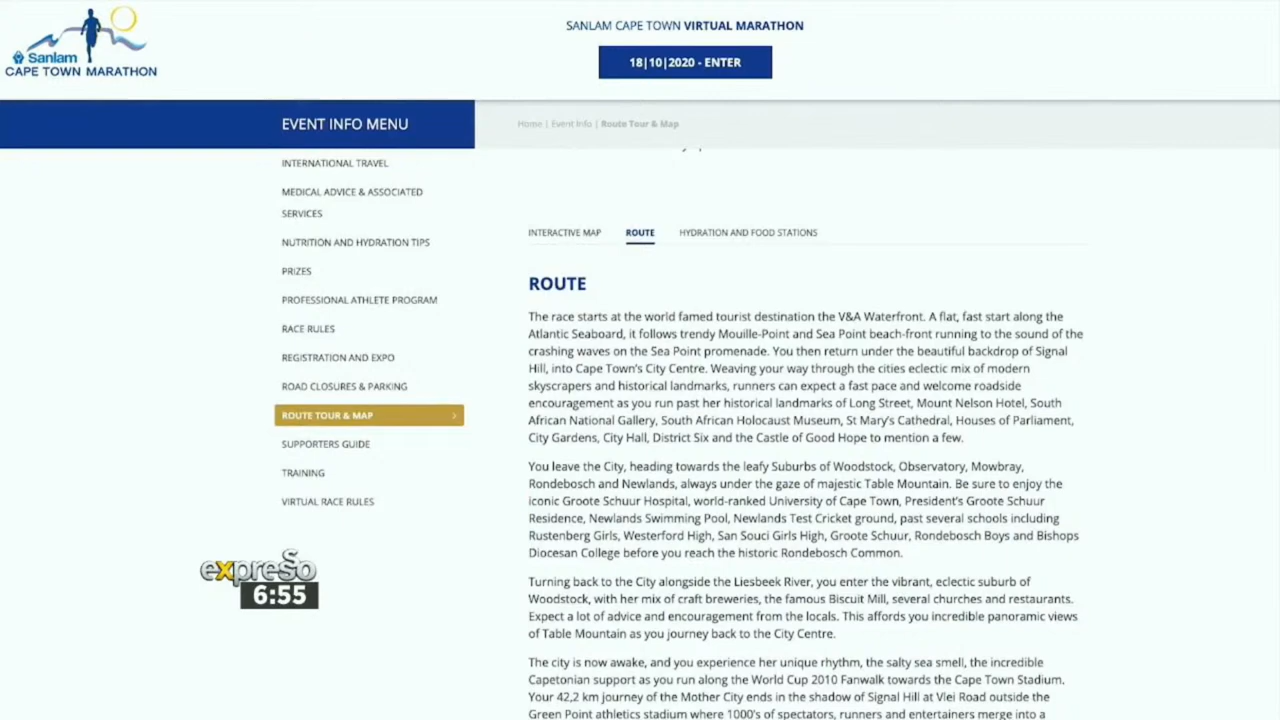 Sanlam
CAPE TOWN MARATHON
SANLAM CAPE TOWN VIRTUAL MARATHON
18|10|2020 - ENTER
EVENT INFO MENU
Home | Event Info | Route Tour & Map
INTERNATIONAL TRAVEL
MEDICAL ADVICE & ASSOCIATED
SERVICES
NUTRITION AND HYDRATION TIPS
PRIZES
PROFESSIONAL ATHLETE PROGRAM
RACE RULES
REGISTRATION AND EXPO
ROAD CLOSURES & PARKING
ROUTE TOUR & MAP
SUPPORTERS GUIDE
TRAINING
VIRTUAL RACE RULES
INTERACTIVE MAP ROUTE HYDRATION AND FOOD STATIONS
ROUTE
The race starts at the world famed tourist destination the V&A Waterfront. A flat, fast start along the
Atlantic Seaboard, it follows trendy Mouille-Point and Sea Point beach-front running to the sound of the
crashing waves on the Sea Point promenade. You then return under the beautiful backdrop of Signal
Hill, into Cape Town's City Centre. Weaving your way through the cities eclectic mix of modern
skyscrapers and historical landmarks, runners can expect a fast pace and welcome roadside
encouragement as you run past her historical landmarks of Long Street, Mount Nelson Hotel, South
African National Gallery, South African Holocaust Museum, St Mary's Cathedral, Houses of Parliament,
City Gardens, City Hall, District Six and the Castle of Good Hope to mention a few.
You leave the City, heading towards the leafy Suburbs of Woodstock, Observatory, Mowbray,
Rondebosch and Newlands, always under the gaze of majestic Table Mountain. Be sure to enjoy the
iconic Groote Schuur Hospital, world-ranked University of Cape Town, President's Groote Schuur
Residence, Newlands Swimming Pool, Newlands Test Cricket ground, past several schools including
Rustenberg Girls, Westerford High, San Souci Girls High, Groote Schuur, Rondebosch Boys and Bishops
Diocesan College before you reach the historic Rondebosch Common.
Turning back to the City alongside the Liesbeek River, you enter the vibrant, eclectic suburb of
Woodstock, with her mix of craft breweries, the famous Biscuit Mill, several churches and restaurants.
Expect a lot of advice and encouragement from the locals. This affords you incredible panoramic views
of Table Mountain as you journey back to the City Centre.
The city is now awake, and you experience her unique rhythm, the salty sea smell, the incredible
Capetonian support as you run along the World Cup 2010 Fanwalk towards the Cape Town Stadium.
Your 42,2 km journey of the Mother City ends in the shadow of Signal Hill at Vlei Road outside the
Green Point athletics stadium where 1000's of spectators, runners and entertainers merge into a
expresso
6:55